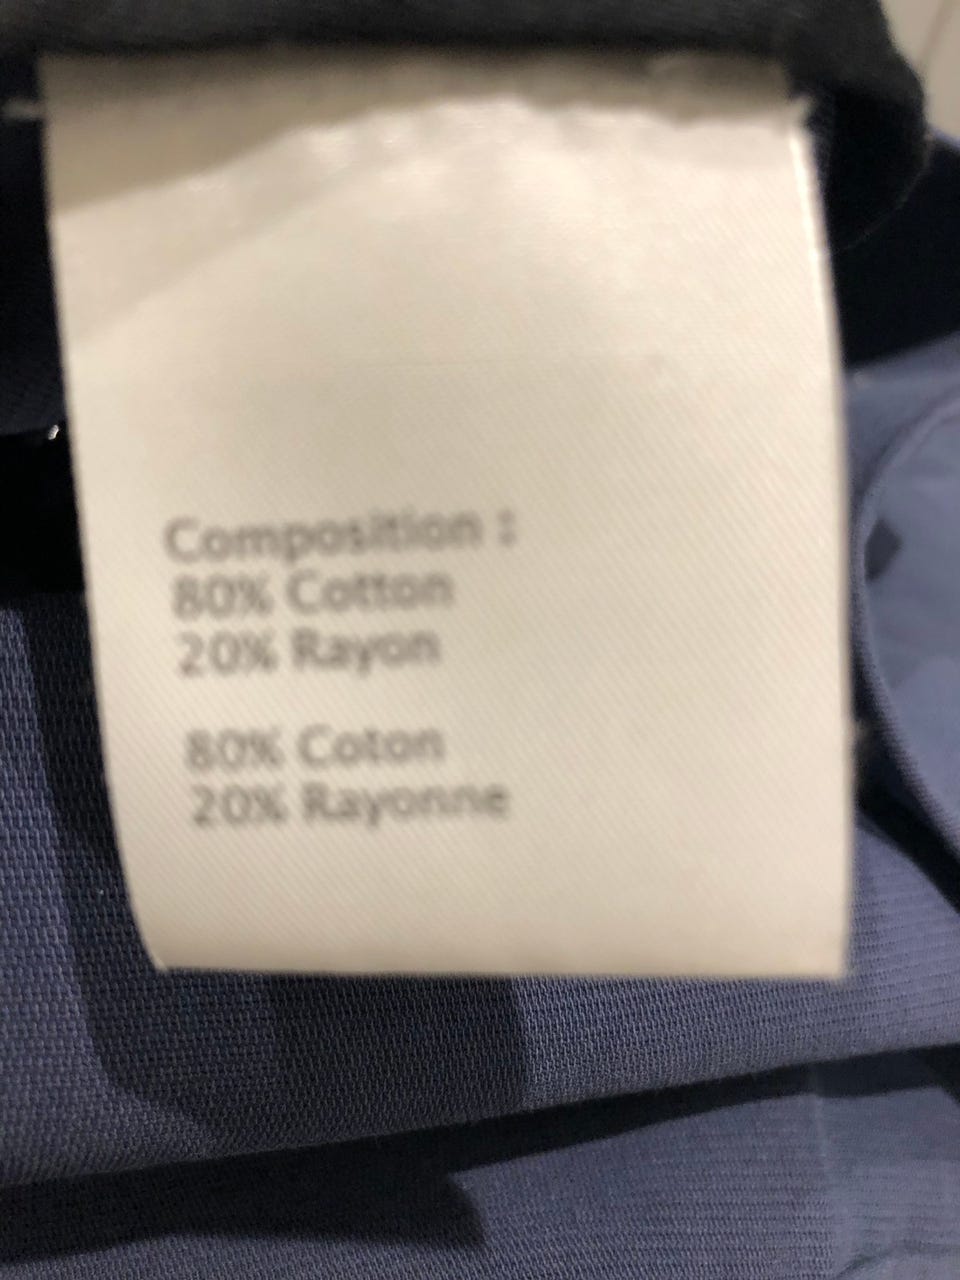 Composition :
80% Cotton
20% Rayon
80% Coton
20% Rayonne